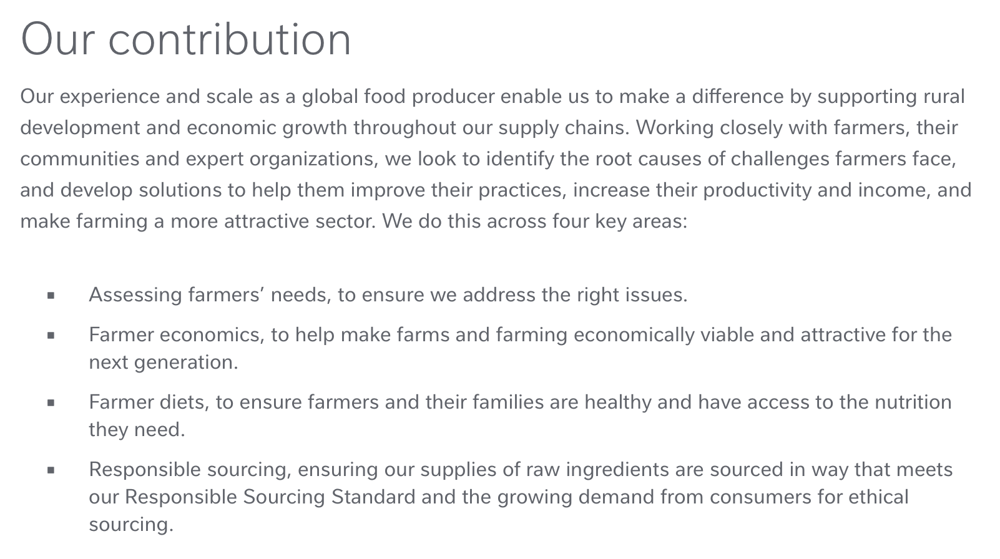 Our contribution
Our experience and scale as a global food producer enable us to make a difference by supporting rural
development and economic growth throughout our supply chains. Working closely with farmers, their
communities and expert organizations, we look to identify the root causes of challenges farmers face,
and develop solutions to help them improve their practices, increase their productivity and income, and
make farming a more attractive sector. We do this across four key areas:
▪ Assessing farmers’ needs, to ensure we address the right issues.
▪ Farmer economics, to help make farms and farming economically viable and attractive for the
next generation.
▪ Farmer diets, to ensure farmers and their families are healthy and have access to the nutrition
they need.
▪ Responsible sourcing, ensuring our supplies of raw ingredients are sourced in way that meets
our Responsible Sourcing Standard and the growing demand from consumers for ethical
sourcing.